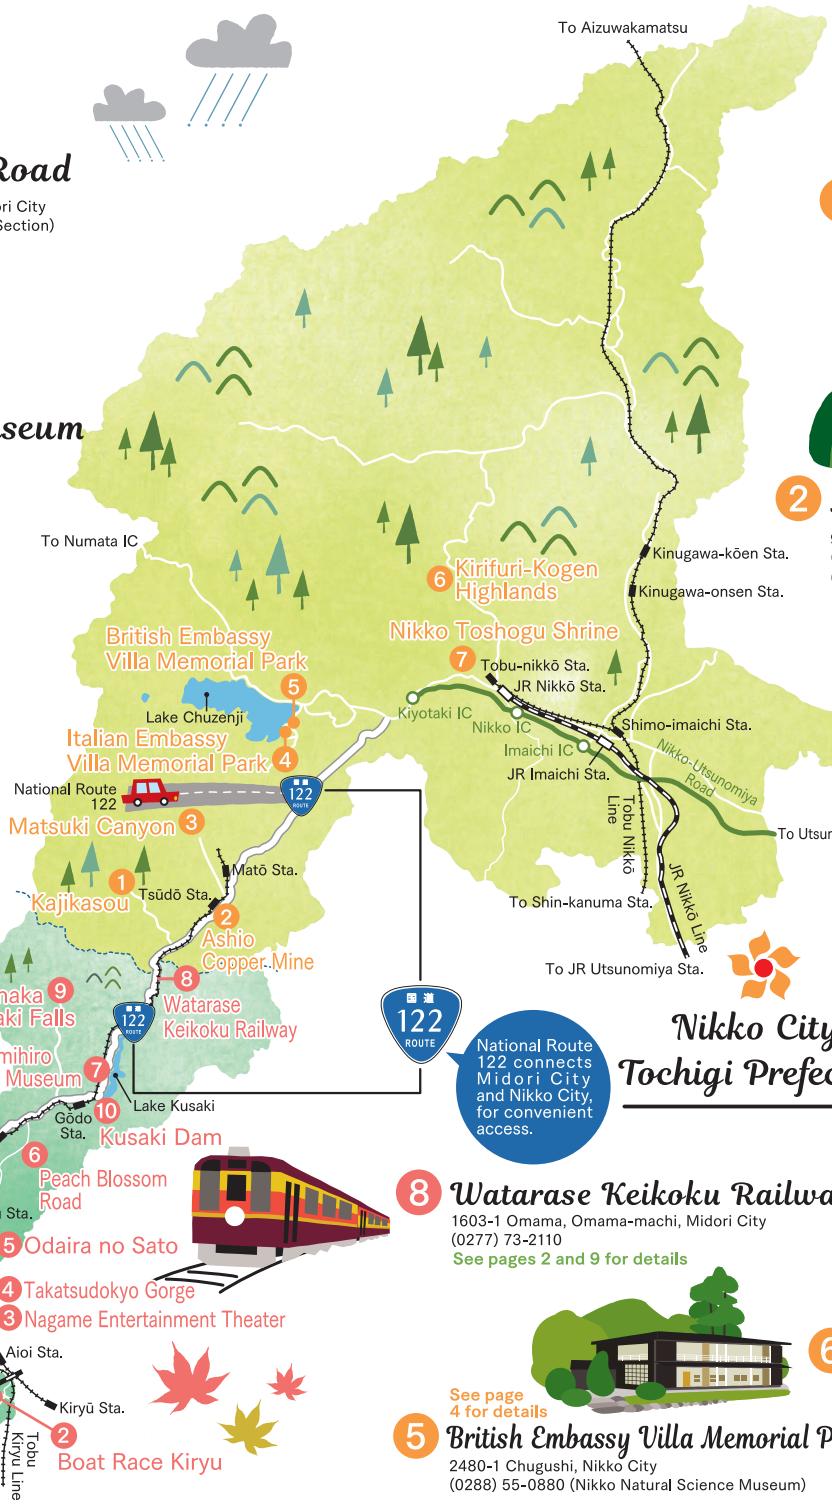 To Aizuwakamatsu
Road
ori City
Section)
seum
2
To Numata IC
Kinugawa-kōen Sta.
Kinugawa-onsen Sta.
6 Kirifuri-Kogen
Highlands
Nikko Toshogu Shrine
7
British Embassy
Villa Memorial Park
5
Tobu-nikkō Sta.
JR Nikkō Sta.
Lake Chuzenji
Kiyotaki IC
Nikko IC
Shimo-imaichi Sta.
Italian Embassy
Villa Memorial Park 4
Imaichi IC
JR Imaichi Sta.
Nikko-Utsunomiya
Road
National Route
122
国道
122
ROUTE
Matsuki Canyon 3
Tobu Nikkō
Line
To Utsun
Matō Sta.
1
Kajikasou
Tsūdō Sta.
JR Nikkō Line
To Shin-kanuma Sta.
2
Ashio
Copper Mine
To JR Utsunomiya Sta.
8
Watarase
Keikoku Railway
naka 9
aki Falls
国道
122
ROUTE
国道
122
ROUTE
Nikko City
Tochigi Prefec
National Route
122 connects
Midori City
and Nikko City,
for convenient
access.
mihiro
Museum 7
Lake Kusaki
10
Gōdo
Sta.
Kusaki Dam
6
Peach Blossom
Road
Sta.
5 Odaira no Sato
4 Takatsudokyo Gorge
3 Nagame Entertainment Theater
8 Watarase Keikoku Railwa
1603-1 Omama, Omama-machi, Midori City
(0277) 73-2110
See pages 2 and 9 for details
Aioi Sta.
Kiryū Sta.
2
Boat Race Kiryu
Tobu
Kiryu Line
6
See page
4 for details
5 British Embassy Villa Memorial P
2480-1 Chugushi, Nikko City
(0288) 55-0880 (Nikko Natural Science Museum)